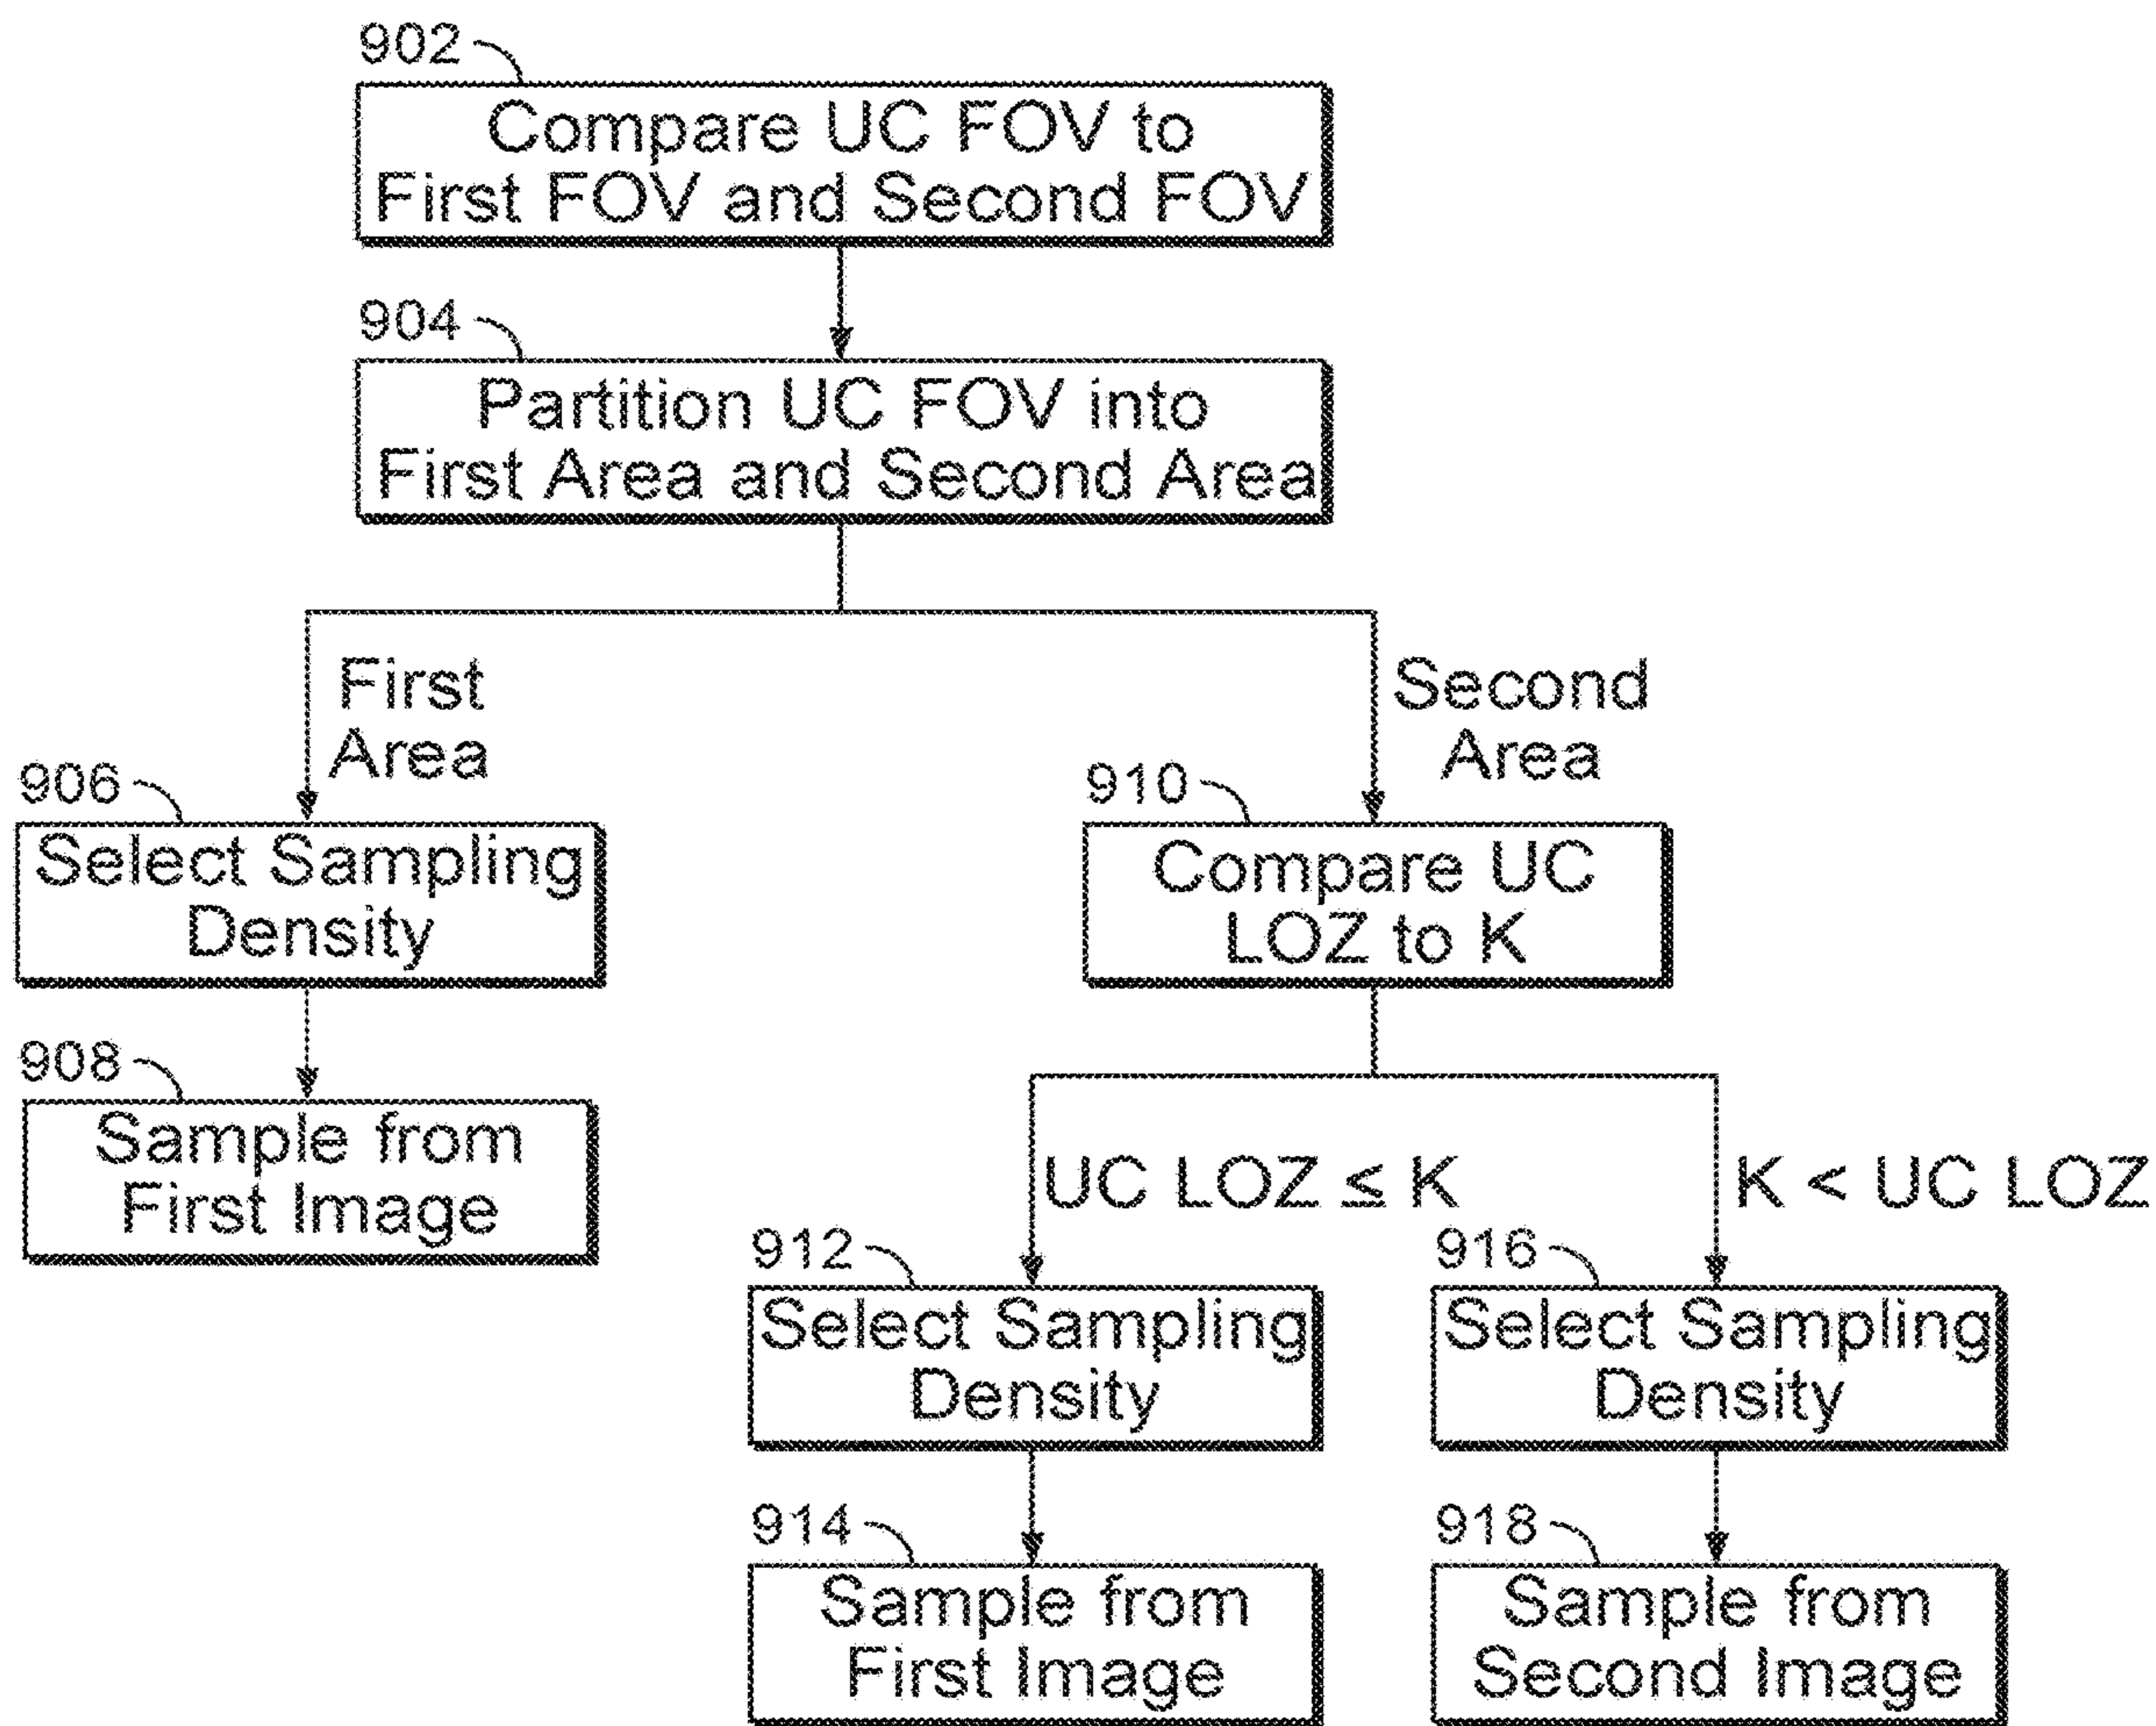 902
Compare UC FOV to
First FOV and Second FOV
904
Partition UC FOV into
First Area and Second Area
First
Area
Second
Area
906
Select Sampling
Density
910
Compare UC
LOZ to K
908
Sample from
First Image
UC LOZ ≤ K
K < UC LOZ
912
Select Sampling
Density
916
Select Sampling
Density
914
Sample from
First Image
918
Sample from
Second Image